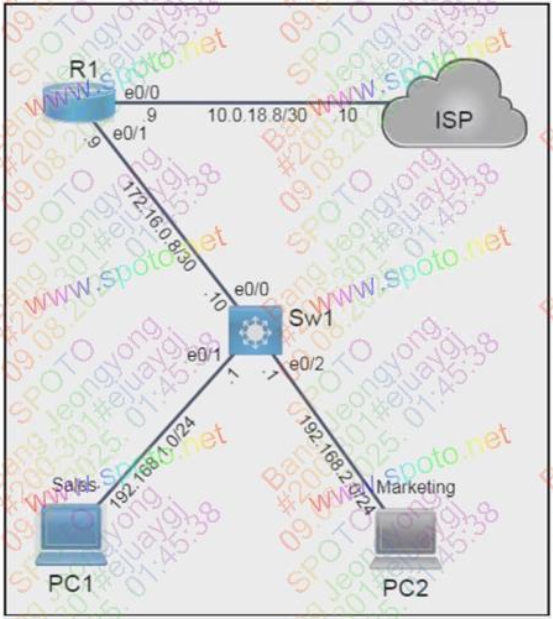 R1
e0/0
.9
10.0.18.8/30
.10
ISP
e0/1
.9
172.16.0.8/30
.10
e0/0
Sw1
e0/1
.1
.1
e0/2
192.168.1.0/24
192.168.2.0/24
Sales
Marketing
PC1
PC2
SPOTO
www.spoto.net
Bang Jeongyong
#200-301#ejuaygj
09.08.2025. 01:45:38